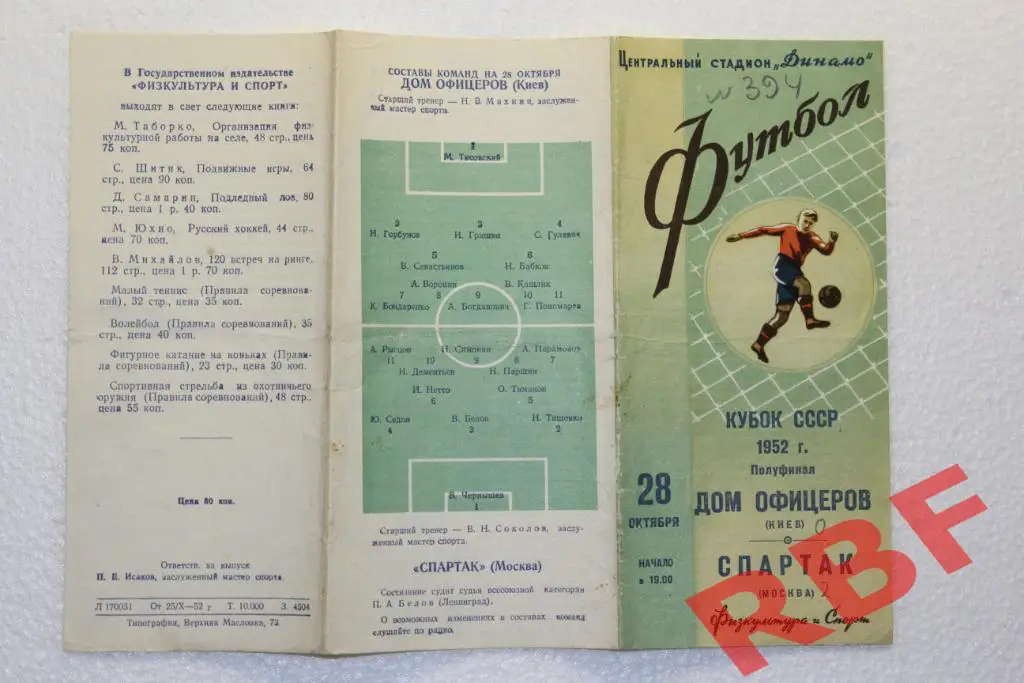 В Государственном издательстве
«ФИЗКУЛЬТУРА И СПОРТ»
выходят в свет следующие книги:
М. Таборко, Организация физ-
культурной работы на селе, 48 стр., цена
75 коп.
С. Шитик, Подвижные игры, 64
стр., цена 90 коп.
Д. Самарин, Подледный лов, 80
стр., цена 1 р. 40 коп.
М. Юхно, Русский хоккей, 44 стр.,
цена 70 коп.
В. Михайлов, 120 встреч на ринге,
112 стр., цена 1 р. 70 коп.
Малый теннис (Правила соревнова-
ний), 32 стр., цена 35 коп.
Волейбол (Правила соревнований), 35
стр., цена 40 коп.
Фигурное катание на коньках (Прави-
ла соревнований), 23 стр., цена 30 коп.
Спортивная стрельба из охотничьего
оружия (Правила соревнований), 48 стр.,
цена 55 коп.
Цена 80 коп.
Ответств. за выпуск
П. Е. Исаков, заслуженный мастер спорта
Л 170031 От 25/X—52 г Т. 10.000 З. 4504
Типография, Верхняя Масловка, 73.
СОСТАВЫ КОМАНД НА 28 ОКТЯБРЯ
ДОМ ОФИЦЕРОВ (Киев)
Старший тренер — Н. В. Махиня, заслужен-
ный мастер спорта.
1
М. Тисовский
2 3 4
Н. Горбунов И. Гришин С. Гулевич
5 6
В. Севастьянов Н. Бабков
А. Воронин В. Кашлик
7 8 9 10 11
К. Бондаренко А. Богданович Г. Пономарев
А. Рысцов Н. Симонян А. Парамонов
11 10 9 8 7
Н. Дементьев Н. Паршин
И. Нетто О. Тимаков
6 5
Ю. Седов В. Белов Н. Тищенко
4 3 2
В. Чернышев
1
Старший тренер — В. Н. Соколов, заслу-
женный мастер спорта.
«СПАРТАК» (Москва)
Состязание судит судья всесоюзной категории
П. А. Белов (Ленинград).
О возможных изменениях в составах команд
слушайте по радио.
Центральный стадион „Динамо"
№ 394
Футбол
КУБОК СССР
1952 г.
Полуфинал
28
ОКТЯБРЯ
НАЧАЛО
в 19.00
ДОМ ОФИЦЕРОВ
(КИЕВ) 0
СПАРТАК
(МОСКВА) 2
Физкультура и Спорт
RBF